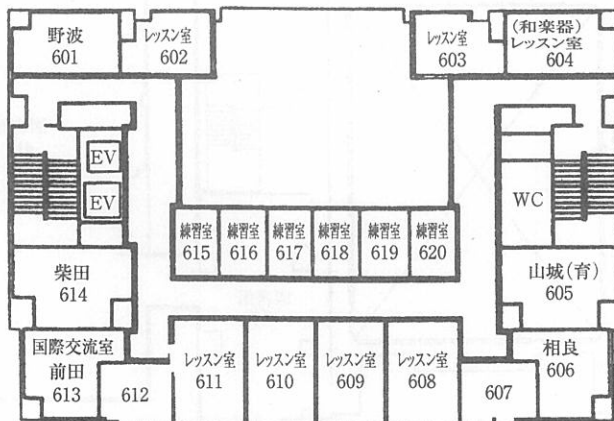 野波
601
レッスン室
602
レッスン室
603
(和楽器)
レッスン室
604
EV
EV
WC
練習室
615
練習室
616
練習室
617
練習室
618
練習室
619
練習室
620
柴田
614
山城(育)
605
国際交流室
前田
613
612
レッスン室
611
レッスン室
610
レッスン室
609
レッスン室
608
607
相良
606